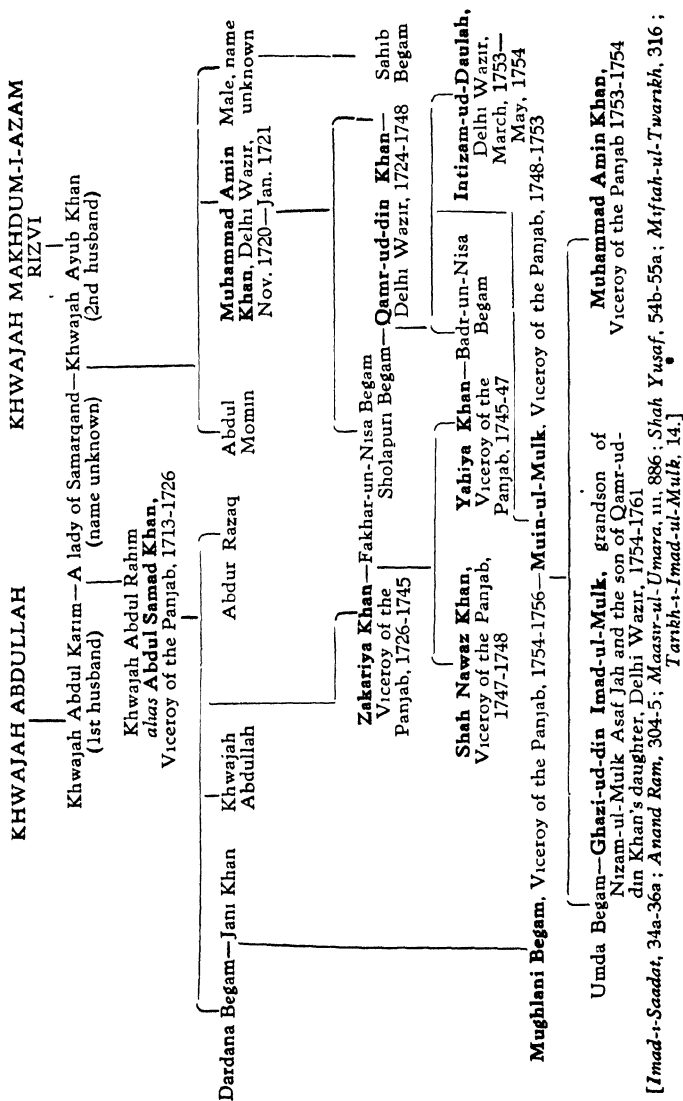 KHWAJAH ABDULLAH
KHWAJAH MAKHDUM-I-AZAM
RIZVI
Khwajah Abdul Karim—A lady of Samarqand—Khwajah Ayub Khan
(1st husband)
(name unknown)
(2nd husband)
Khwajah Abdul Rahim
alias Abdul Samad Khan,
Viceroy of the Panjab, 1713-1726
Dardana Begam—Jani Khan
Khwajah
Abdullah
Abdur Razaq
Abdul
Momin
Muhammad Amin
Khan, Delhi Wazir,
Nov. 1720—Jan. 1721
Male, name
unknown
Zakariya Khan—Fakhar-un-Nisa Begam
Viceroy of the
Panjab, 1726-1745
Sholapuri Begam—Qamr-ud-din Khan—
Delhi Wazir, 1724-1748
Sahib
Begam
Shah Nawaz Khan,
Viceroy of the Panjab,
1747-1748
Yahiya Khan—Badr-un-Nisa
Viceroy of the
Panjab, 1745-47
Begam
Intizam-ud-Daulah,
Delhi Wazir,
March, 1753—
May, 1754
Mughlani Begam, Viceroy of the Panjab, 1754-1756—Muin-ul-Mulk, Viceroy of the Panjab, 1748-1753
Umda Begam—Ghazi-ud-din Imad-ul-Mulk, grandson of
Nizam-ul-Mulk Asaf Jah and the son of Qamr-ud-
din Khan's daughter, Delhi Wazir, 1754-1761
Muhammad Amin Khan,
Viceroy of the Panjab 1753-1754
[Imad-i-Saadat, 34a-36a; Anand Ram, 304-5; Maasir-ul-Umara, iii, 886; Shah Yusaf, 54b-55a; Miftah-ul-Twarikh, 316;
Tarikh-i-Imad-ul-Mulk, 14.]